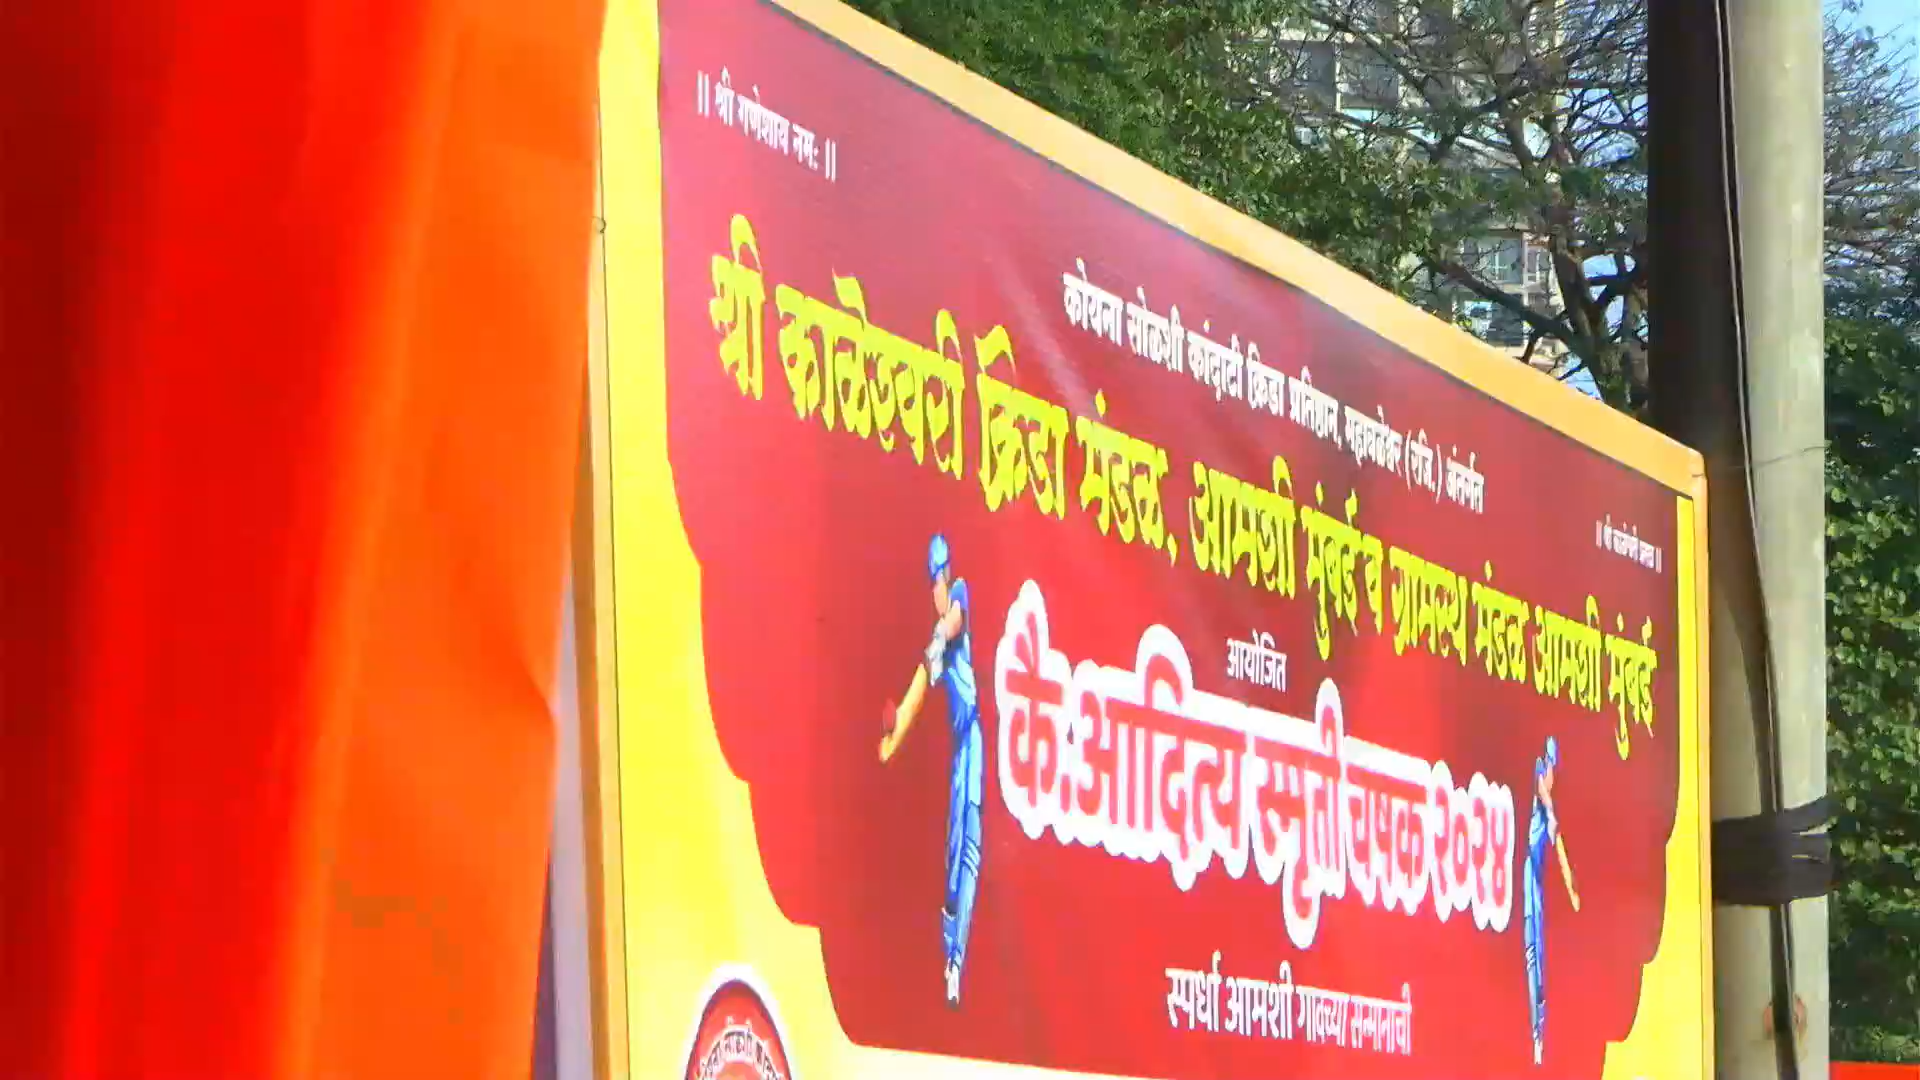 ॥ श्री गणेशाय नमः ॥
कोयना सोळशी कांदाटी क्रिडा प्रतिष्ठान, महाबळेश्वर (रजि.) अंतर्गत
श्री काळेश्वरी क्रिडा मंडळ, आमशी मुंबई व ग्रामस्थ मंडळ आमशी मुंबई
आयोजित
कै. आदित्य स्मृती चषक २०२४
स्पर्धा आमशी गावच्या सन्मानाची